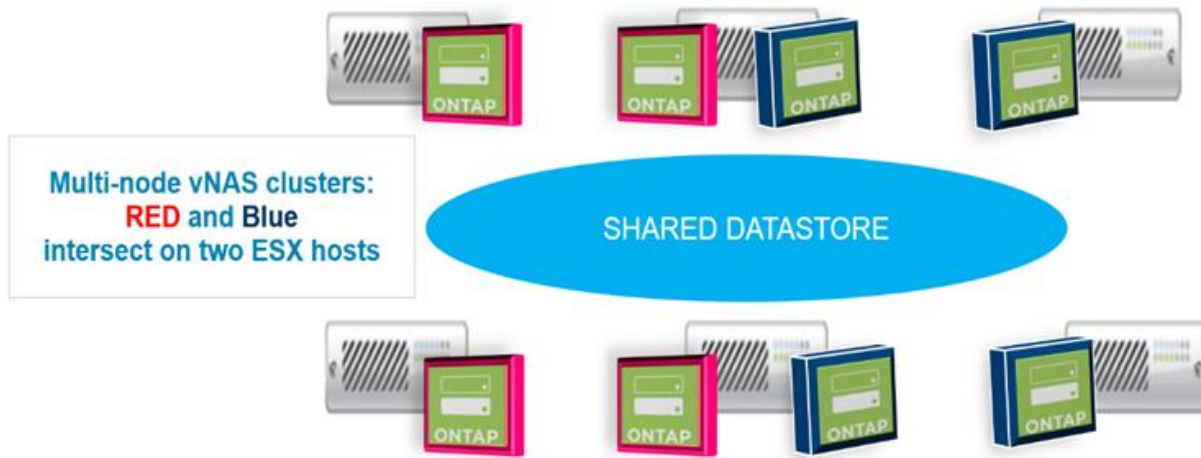 ONTAP
ONTAP
ONTAP
ONTAP
Multi-node vNAS clusters:
RED and Blue
intersect on two ESX hosts
SHARED DATASTORE
ONTAP
ONTAP
ONTAP
ONTAP